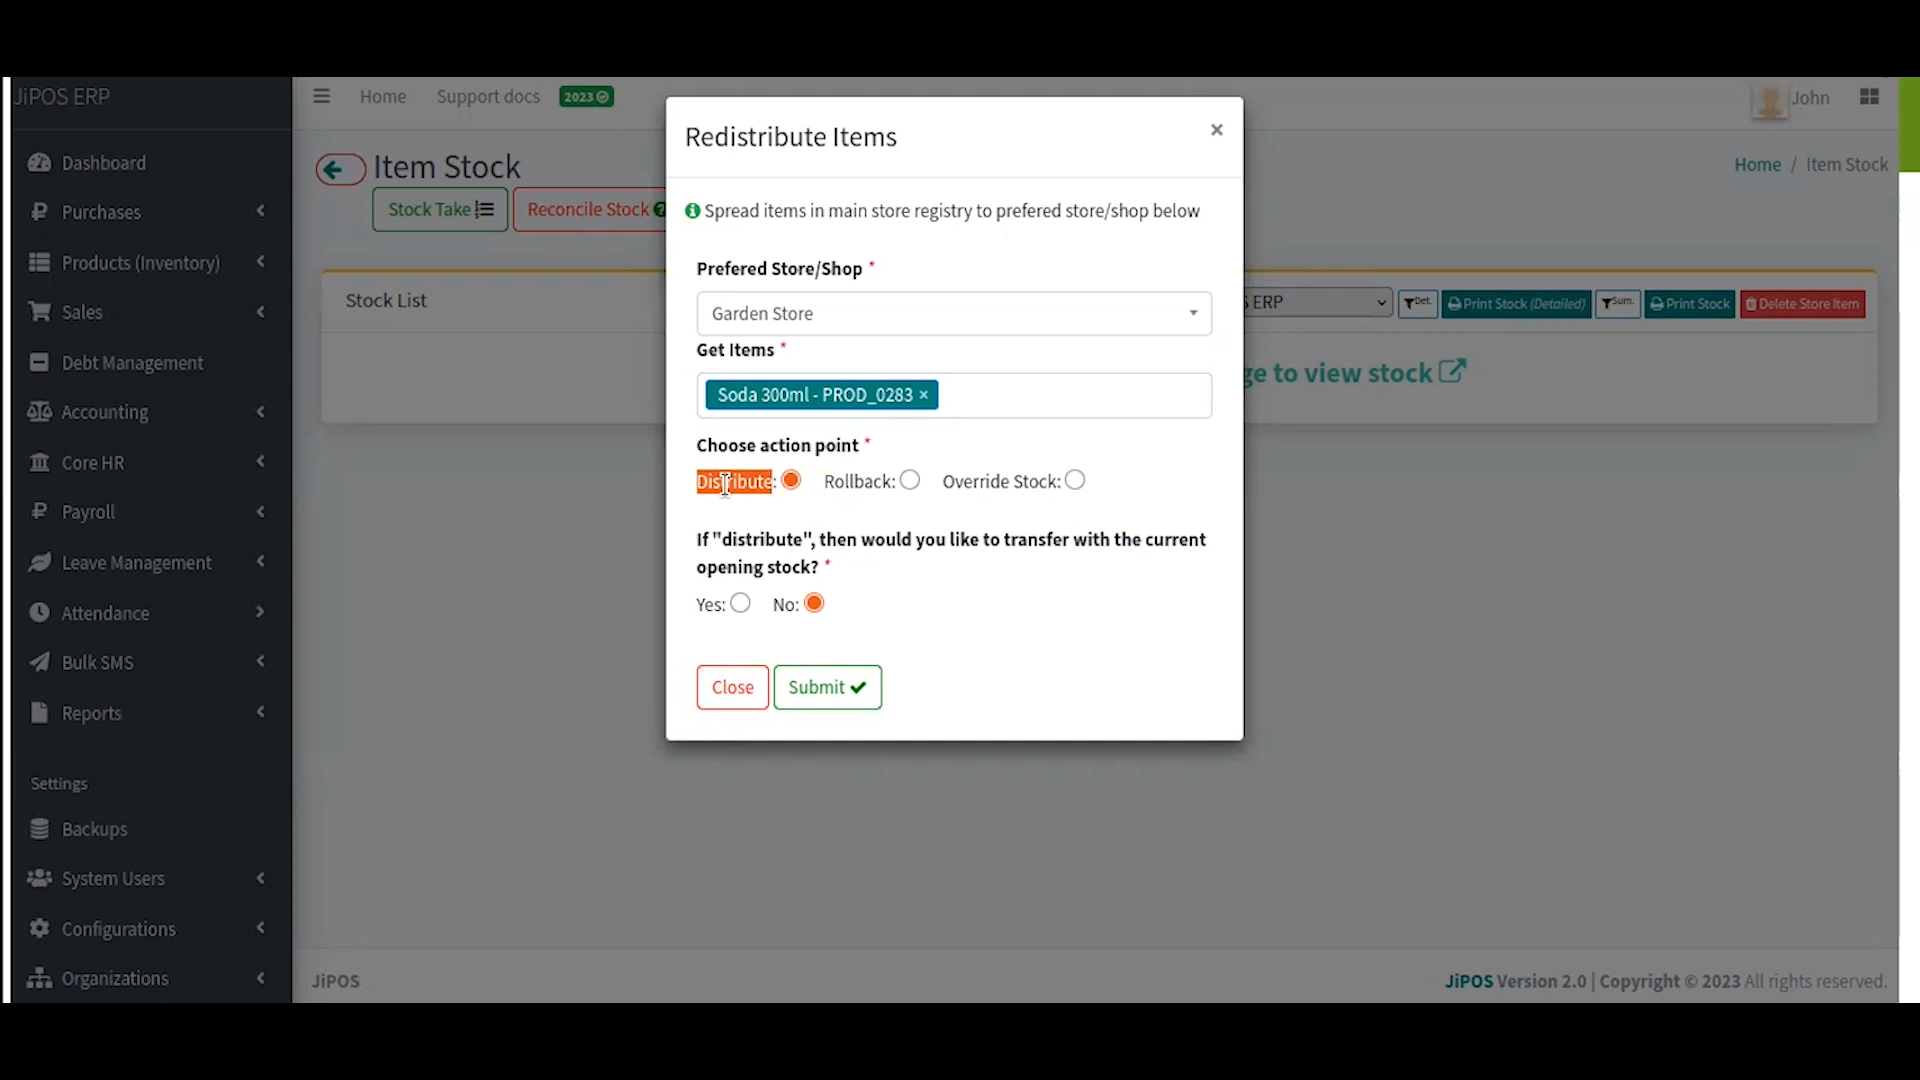 JiPOS ERP
Dashboard
Purchases
Products (Inventory)
Sales
Debt Management
Accounting
Core HR
Payroll
Leave Management
Attendance
Bulk SMS
Reports
Settings
Backups
System Users
Configurations
Organizations
Home Support docs 2023
John
Item Stock
Home / Item Stock
Stock Take Reconcile Stock
Stock List
ERP Det. Print Stock (Detailed) Sum. Print Stock Delete Store Item
to view stock
Redistribute Items ×
Spread items in main store registry to prefered store/shop below
Prefered Store/Shop *
Garden Store
Get Items *
Soda 300ml - PROD_0283 ×
Choose action point *
Distribute: Rollback: Override Stock:
If "distribute", then would you like to transfer with the current
opening stock? *
Yes: No:
Close Submit
JiPOS
JiPOS Version 2.0 | Copyright © 2023 All rights reserved.